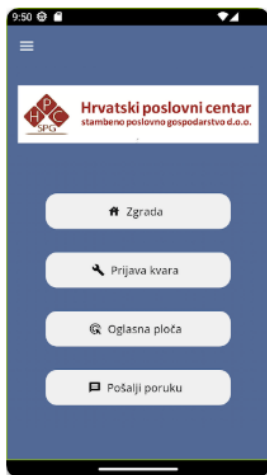 9:50
HPC
SPG
Hrvatski poslovni centar
stambeno poslovno gospodarstvo d.o.o.
Zgrada
Prijava kvara
Oglasna ploča
Pošalji poruku